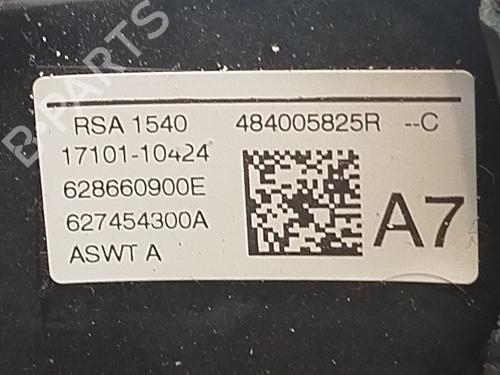 B PARTS
RSA 1540 484005825R --C
17101-10424
628660900E
627454300A
ASWT A
A7